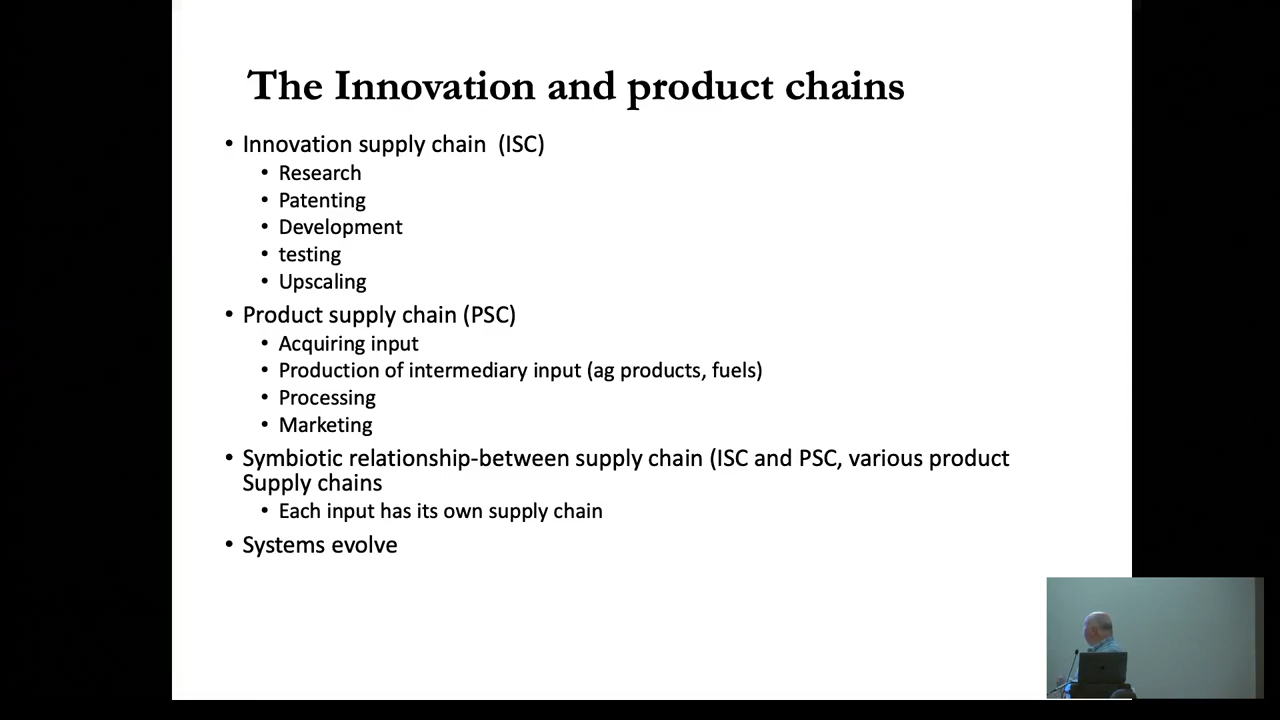 The Innovation and product chains
• Innovation supply chain (ISC)
• Research
• Patenting
• Development
• testing
• Upscaling
• Product supply chain (PSC)
• Acquiring input
• Production of intermediary input (ag products, fuels)
• Processing
• Marketing
• Symbiotic relationship-between supply chain (ISC and PSC, various product
Supply chains
• Each input has its own supply chain
• Systems evolve